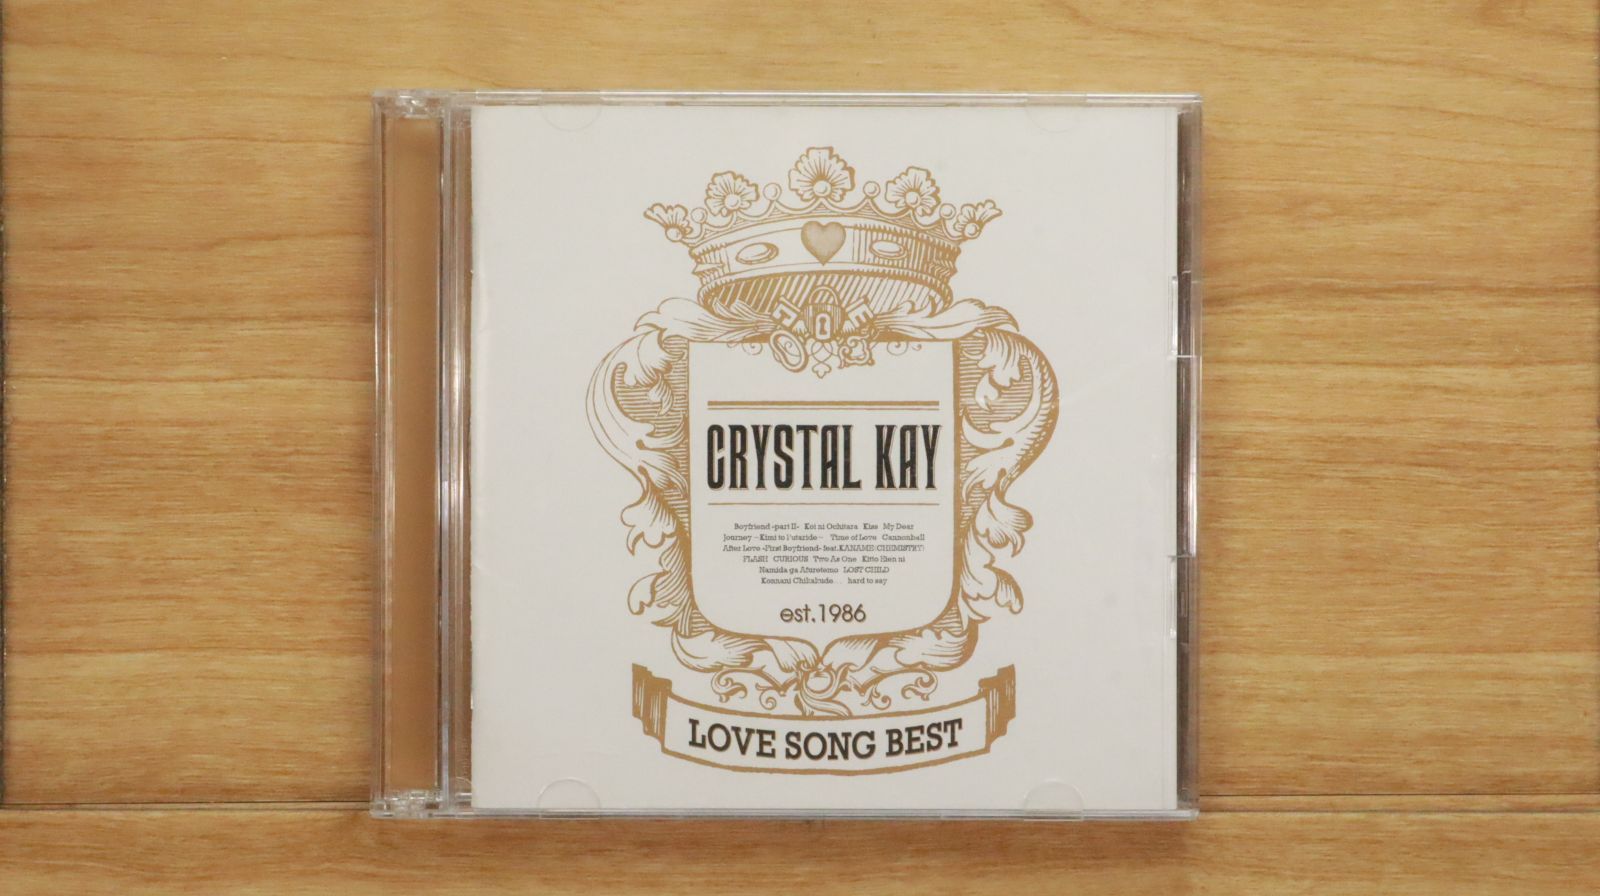 CRYSTAL KAY
Boyfriend -part II- Koi ni Ochitara Kiss My Dear
Journey ~Kimi to Futaride~ Time of Love Cannonball
After Love -First Boyfriend- feat.KANAME(CHEMISTRY)
FLASH CURIOUS Two As One Kitto Eien ni
Namida ga Afuretemo LOST CHILD
Konnani Chikakude... hard to say
est.1986
LOVE SONG BEST